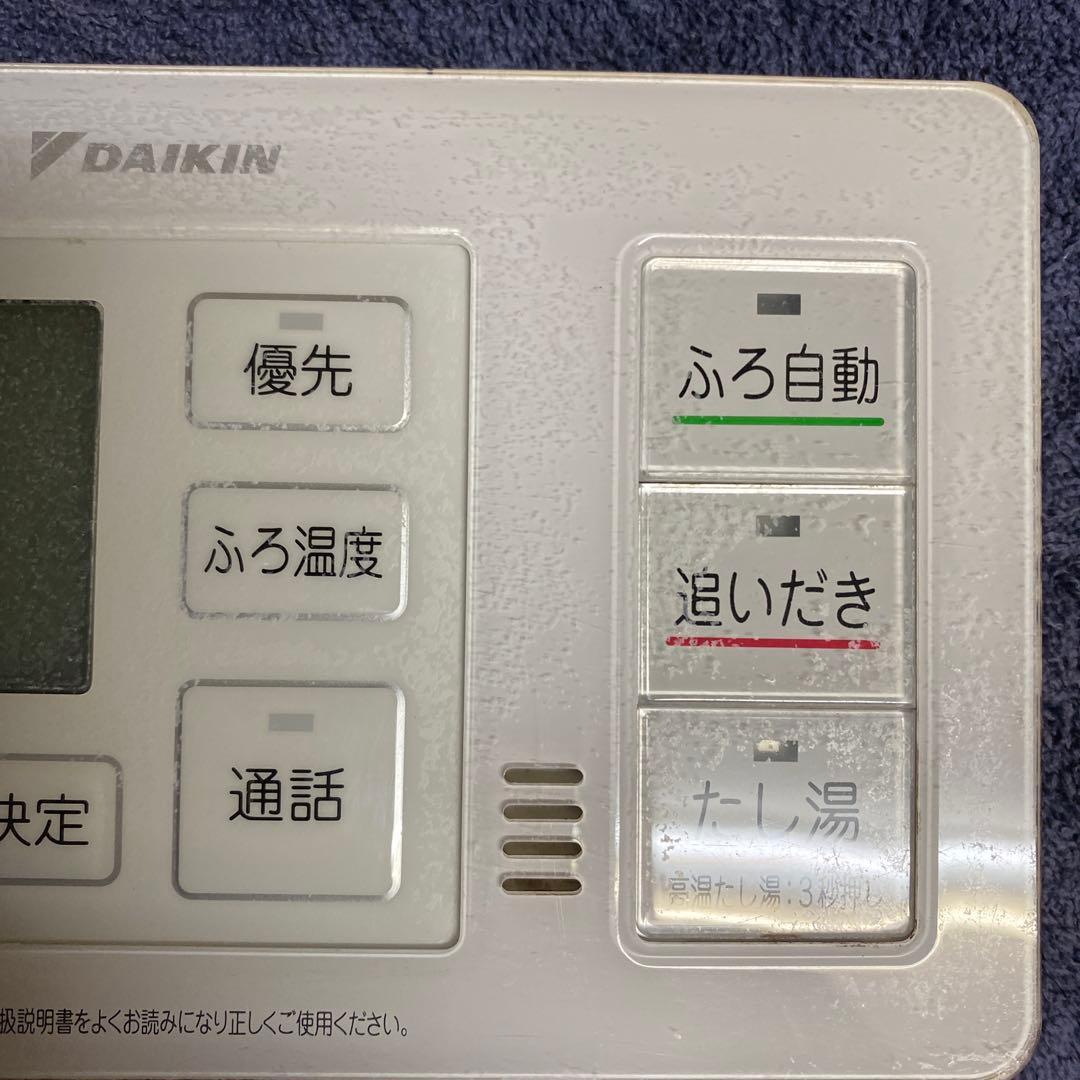 DAIKIN
優先
ふろ温度
通話
決定
ふろ自動
追いだき
たし湯
高温たし湯：3秒押し
扱説明書をよくお読みになり正しくご使用ください。